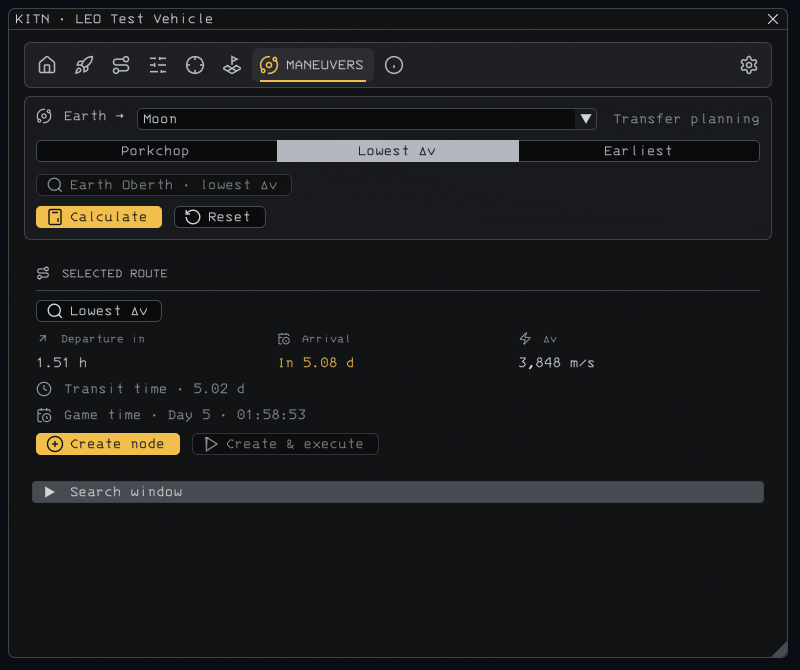 KITN · LEO Test Vehicle
MANEUVERS
Earth → Moon Transfer planning
Porkchop Lowest Δv Earliest
Earth Oberth · lowest Δv
Calculate Reset
SELECTED ROUTE
Lowest Δv
Departure in Arrival Δv
1.51 h In 5.08 d 3,848 m/s
Transit time · 5.02 d
Game time · Day 5 · 01:58:53
Create node Create & execute
Search window